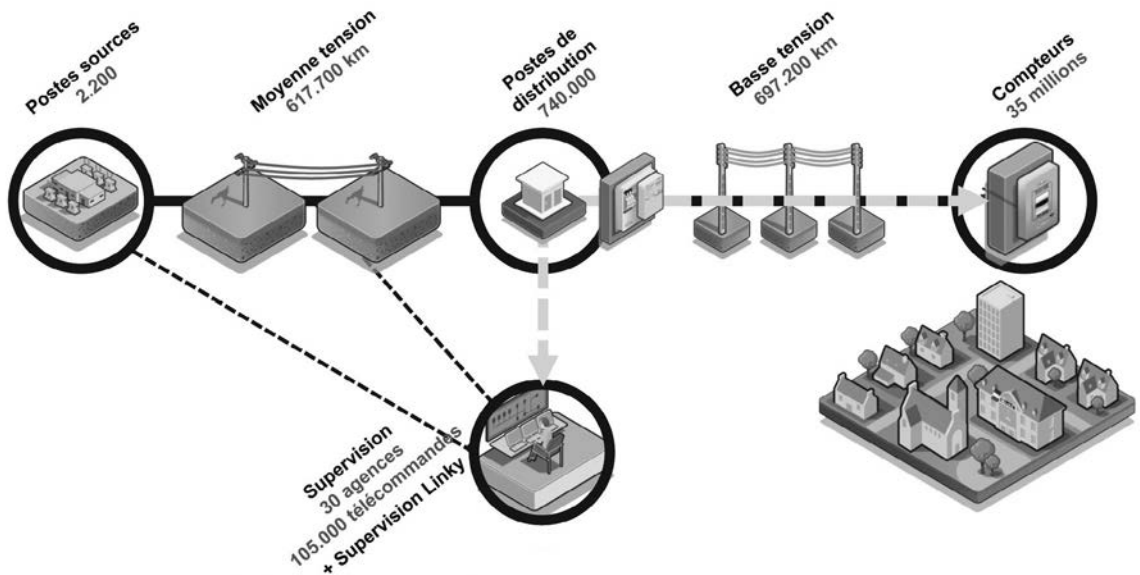 Postes sources
2.200
Moyenne tension
617.700 km
Postes de
distribution
740.000
Basse tension
697.200 km
Compteurs
35 millions
Supervision
30 agences
105.000 télécommandes
+ Supervision Linky